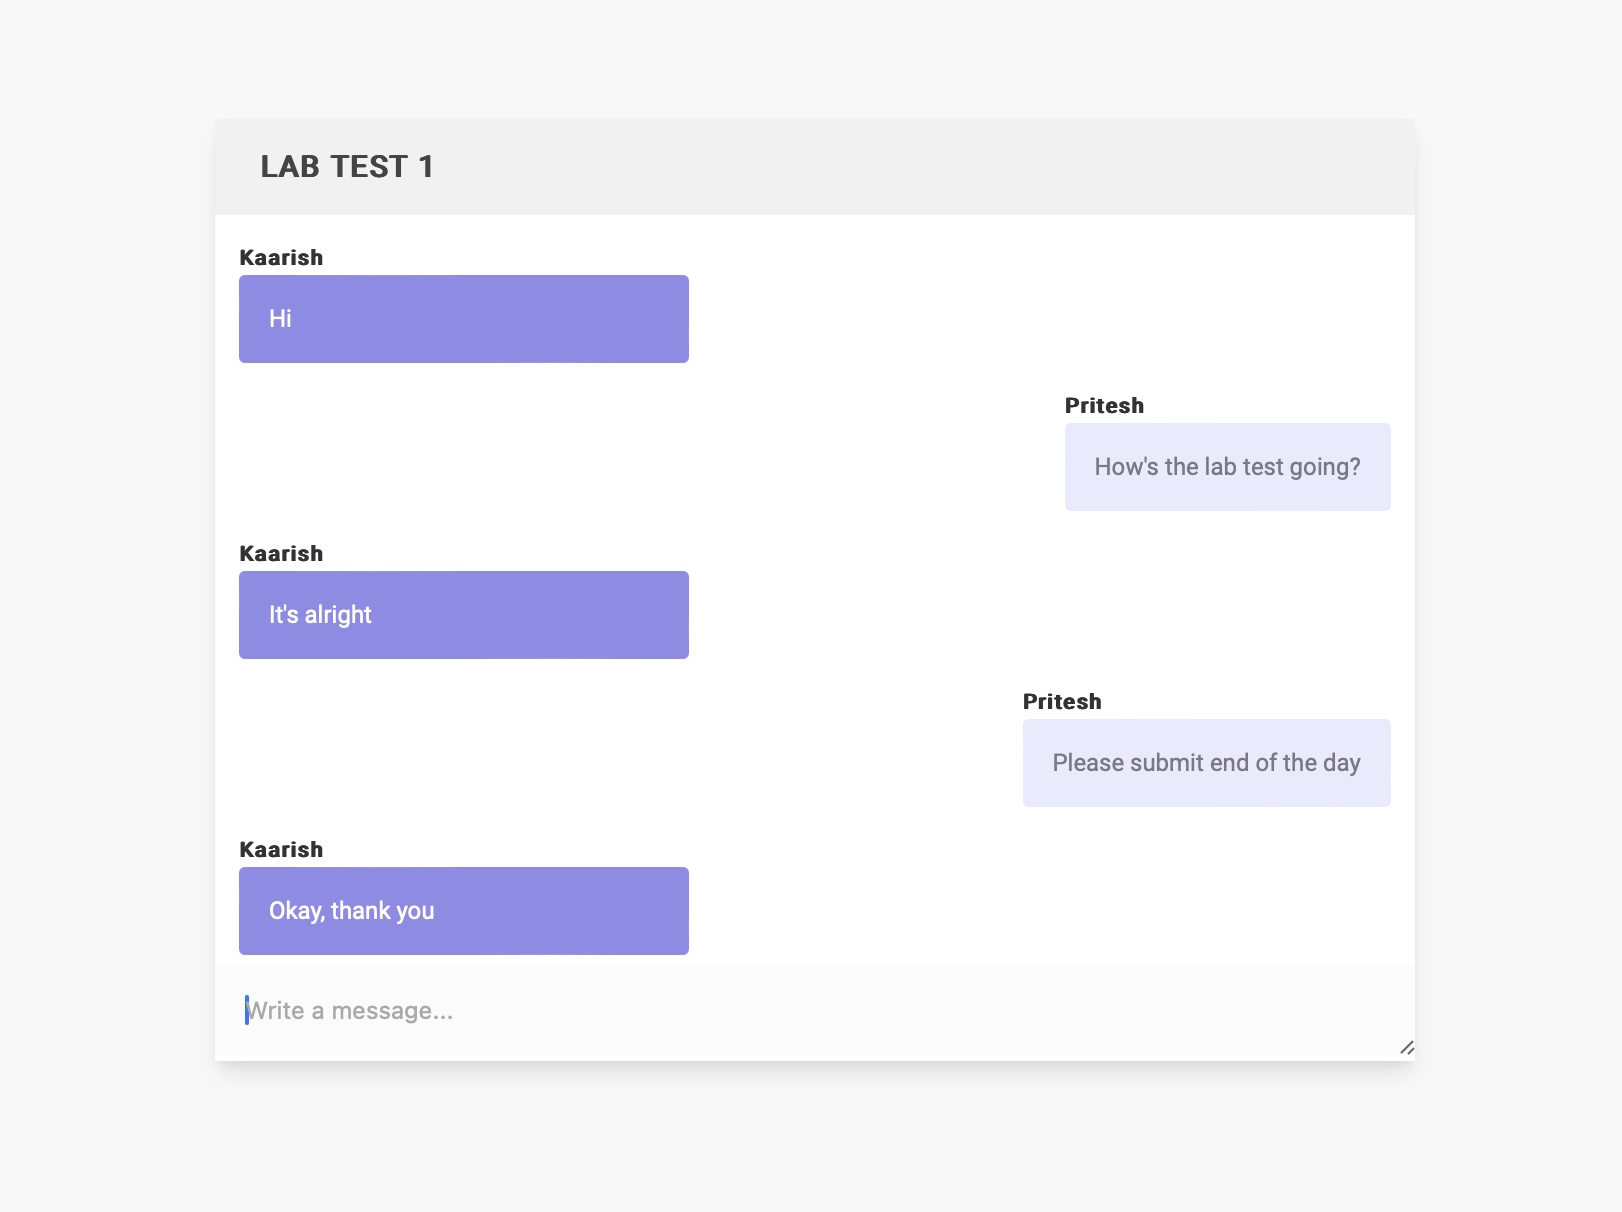 LAB TEST 1
Kaarish
Hi
Pritesh
How's the lab test going?
Kaarish
It's alright
Pritesh
Please submit end of the day
Kaarish
Okay, thank you
Write a message...